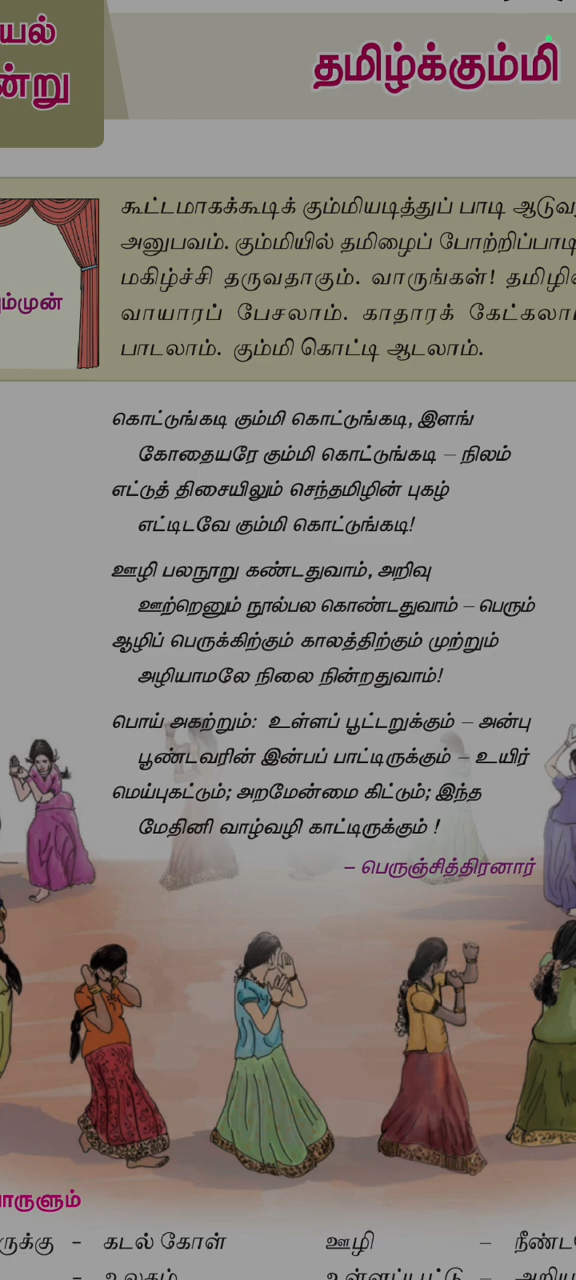 யல்
ன்று
தமிழ்க்கும்மி
கூட்டமாகக்கூடிக் கும்மியடித்துப் பாடி
அனுபவம். கும்மியில் தமிழைப் போற்றிப்பாடி
மகிழ்ச்சி தருவதாகும். வாருங்கள்!
வாயாரப் பேசலாம். காதாரக்
பாடலாம். கும்மி கொட்டி ஆடலாம்.
கொட்டுங்கடி கும்மி கொட்டுங்கடி, இளங்
கோதையரே கும்மி கொட்டுங்கடி – நிலம்
எட்டுத் திசையிலும் செந்தமிழின் புகழ்
எட்டிடவே கும்மி கொட்டுங்கடி!
ஊழி பலநூறு கண்டதுவாம், அறிவு
ஊற்றெனும் நூல்பல கொண்டதுவாம் – பெரும்
ஆழிப் பெருக்கிற்கும் காலத்திற்கும் முற்றும்
அழியாமலே நிலை நின்றதுவாம்!
பொய் அகற்றும்: உள்ளப் பூட்டறுக்கும் – அன்பு
பூண்டவரின் இன்பப் பாட்டிருக்கும் – உயிர்
மெய்புகட்டும்; அறமேன்மை கிட்டும்; இந்த
மேதினி வாழ்வழி காட்டிருக்கும் !
– பெருஞ்சித்திரனார்
ருக்கு – கடல் கோள் ஊழி –